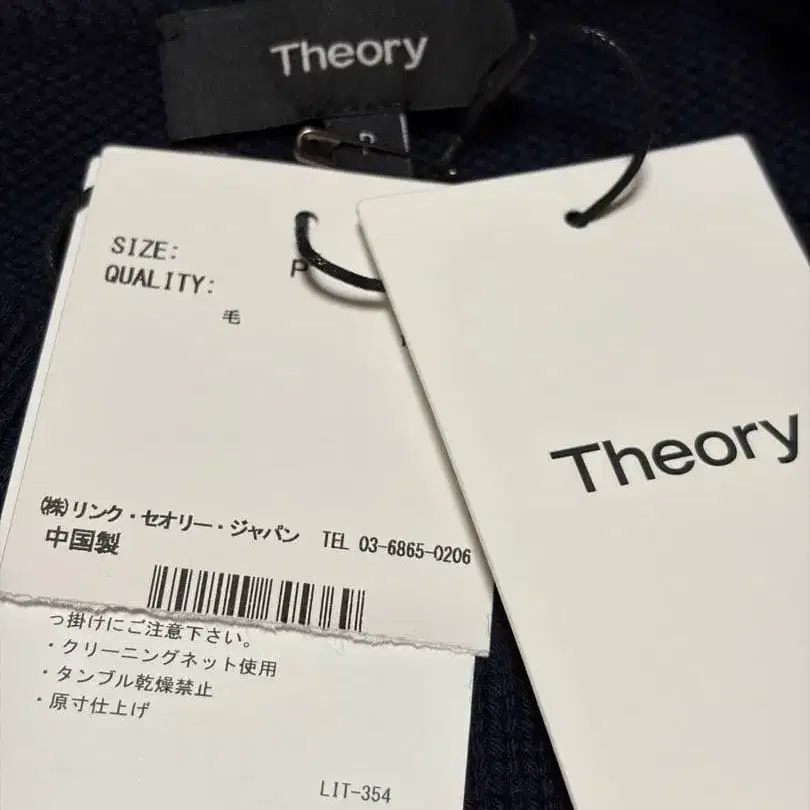 Theory
P
SIZE:
P
QUALITY:
毛
(株)リンク・セオリー・ジャパン TEL 03-6865-0206
中国製
っ掛けにご注意下さい。
・クリーニングネット使用
・タンブル乾燥禁止
・原寸仕上げ
LIT-354
Theory